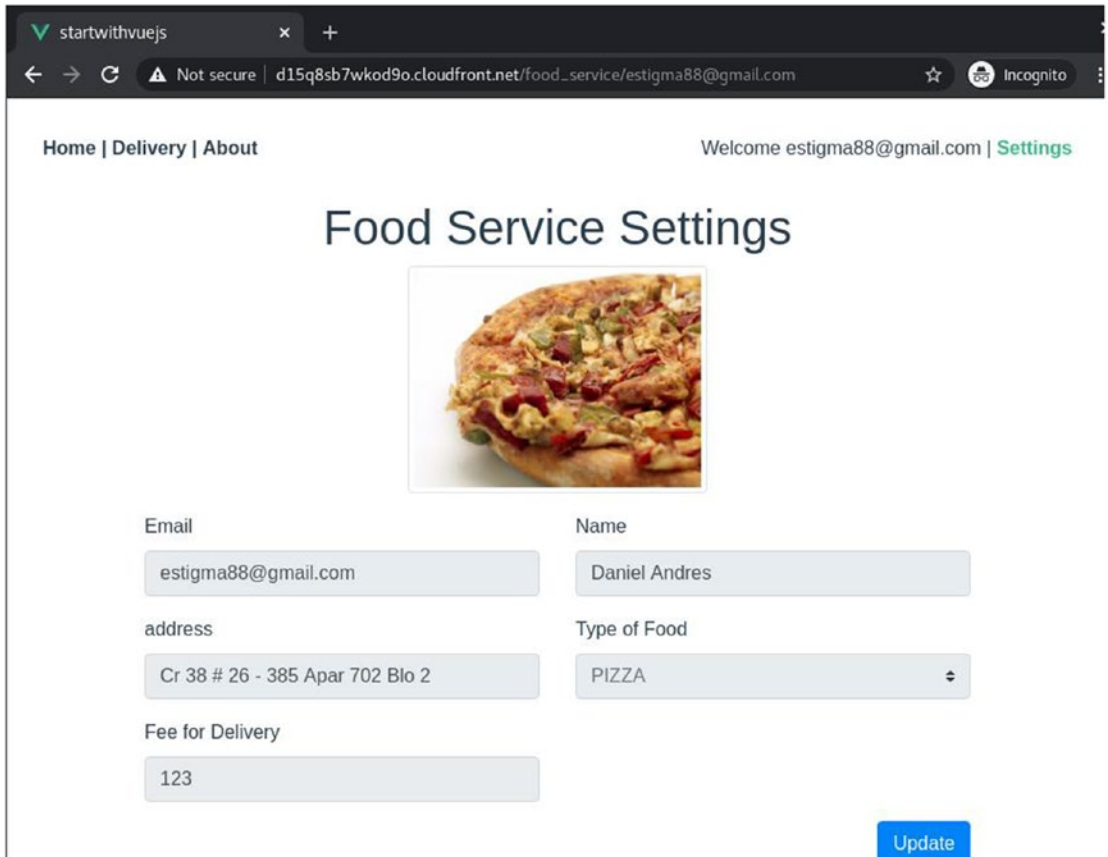 startwithvuejs
Not secure | d15q8sb7wkod9o.cloudfront.net/food_service/estigma88@gmail.com Incognito
Home | Delivery | About Welcome estigma88@gmail.com | Settings
Food Service Settings
Email Name
estigma88@gmail.com Daniel Andres
address Type of Food
Cr 38 # 26 - 385 Apar 702 Blo 2 PIZZA
Fee for Delivery
123
Update